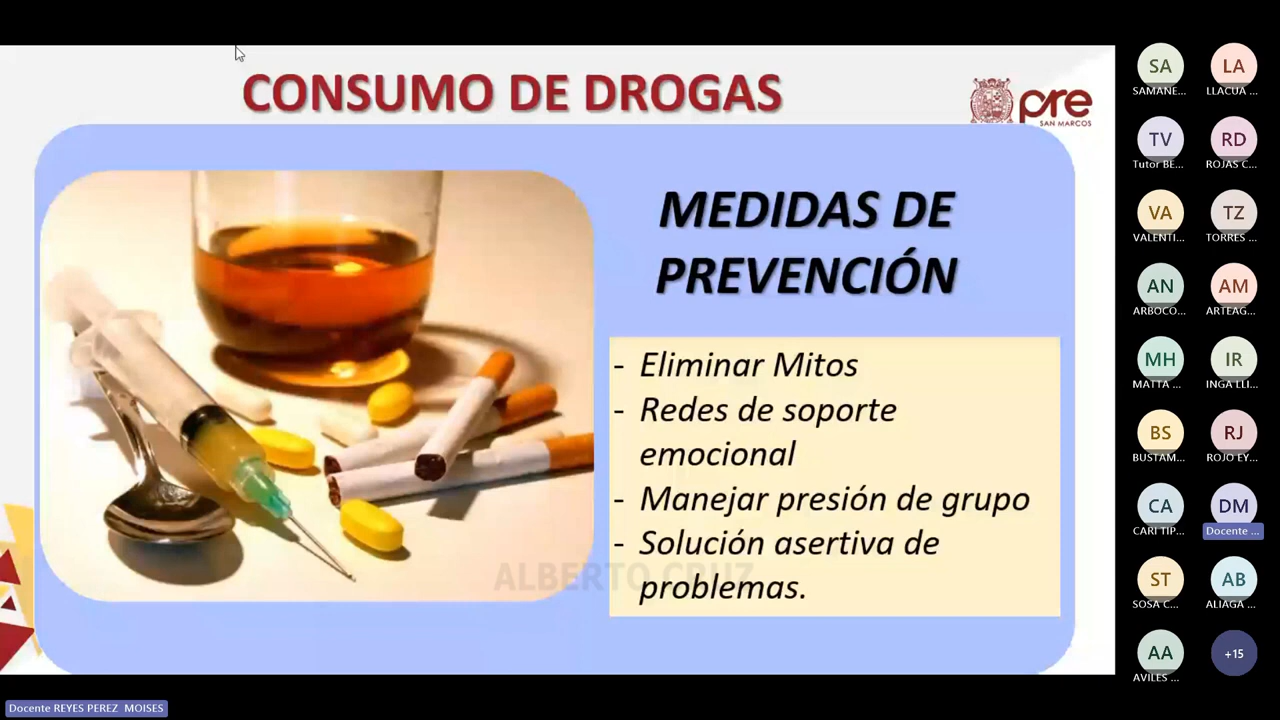 CONSUMO DE DROGAS
pre
SAN MARCOS
MEDIDAS DE
PREVENCIÓN
- Eliminar Mitos
- Redes de soporte
emocional
- Manejar presión de grupo
- Solución asertiva de
problemas.
ALBERTO CRUZ
SA
SAMANE...
LA
LLACUA ...
TV
Tutor BE...
RD
ROJAS C...
VA
VALENTI...
TZ
TORRES ...
AN
ARBOCO...
AM
ARTEAG...
MH
MATTA ...
IR
INGA LLI...
BS
BUSTAM...
RJ
ROJO EY...
CA
CARI TIP...
DM
Docente ...
ST
SOSA C...
AB
ALIAGA ...
AA
AVILES ...
+15
Docente REYES PEREZ MOISES